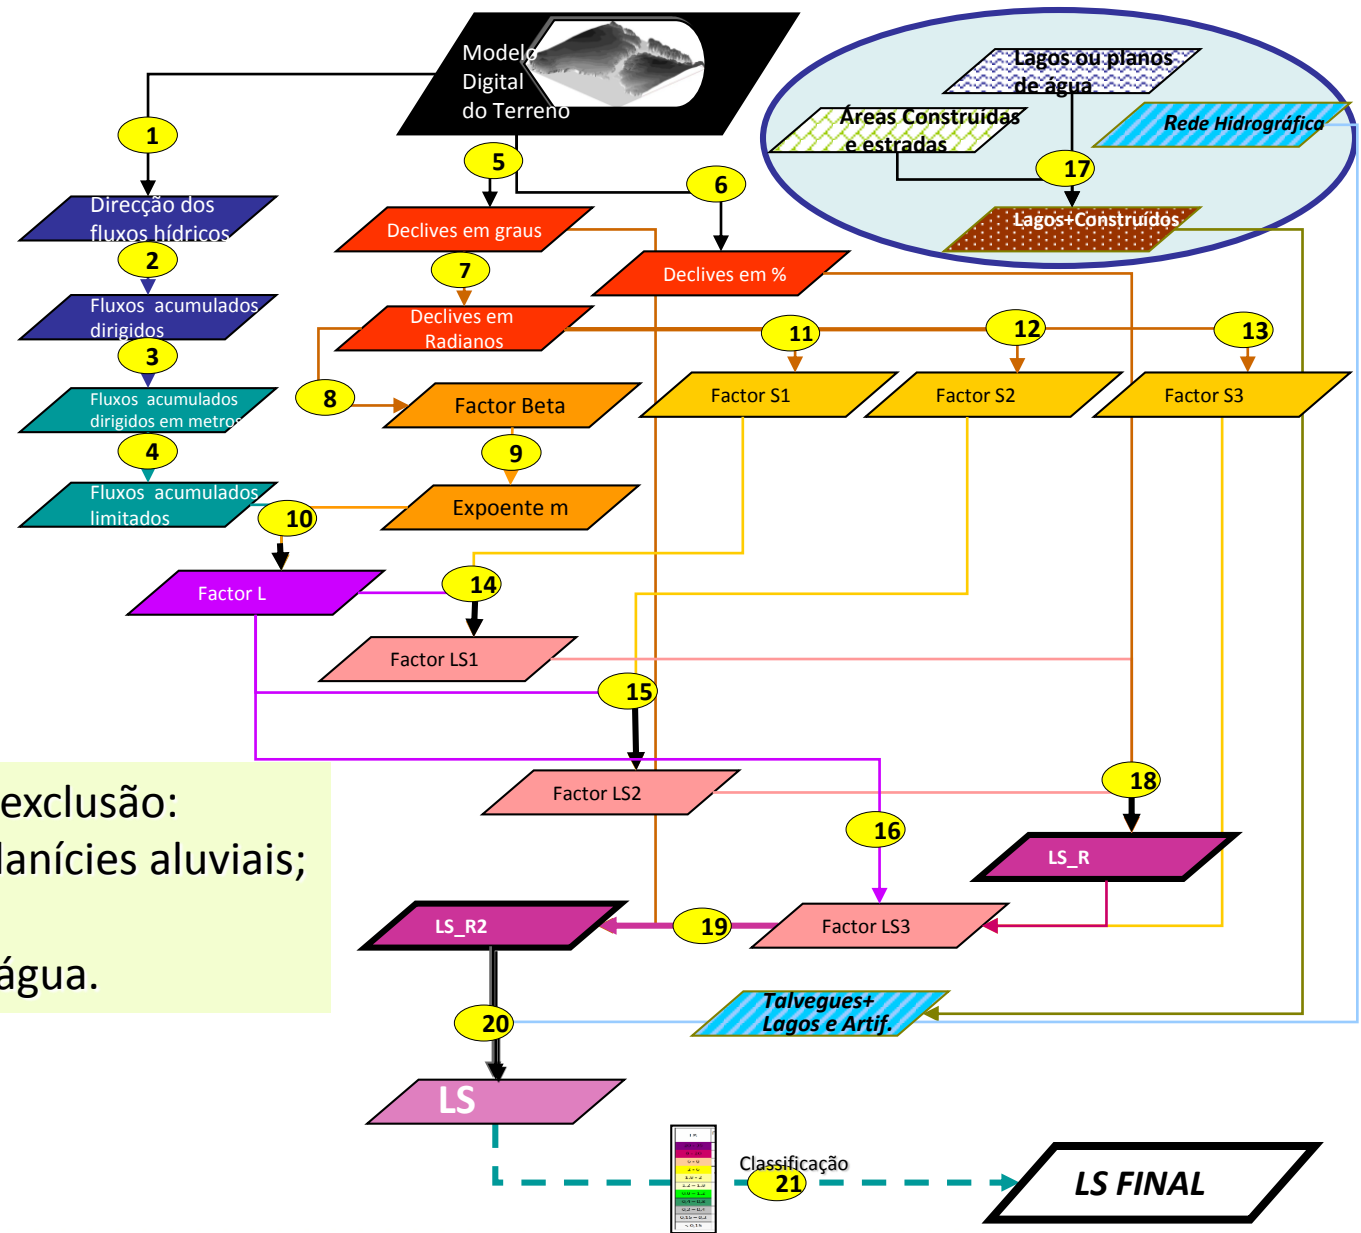 Modelo
Digital
do Terreno
Lagos ou planos
de água
Áreas Construidas
e estradas
Rede Hidrográfica
1
5
6
17
Direcção dos
fluxos hídricos
Declives em graus
Lagos+Construídos
2
7
Declives em %
Fluxos acumulados
dirigidos
Declives em
Radianos
11
12
13
3
8
Fluxos acumulados
dirigidos em metros
Factor Beta
Factor S1
Factor S2
Factor S3
4
9
Fluxos acumulados
limitados
10
Expoente m
Factor L
14
Factor LS1
15
exclusão:
lanícies aluviais;
água.
Factor LS2
18
16
LS_R
LS_R2
19
Factor LS3
20
Talvegues+
Lagos e Artif.
LS
Classificação
21
LS FINAL